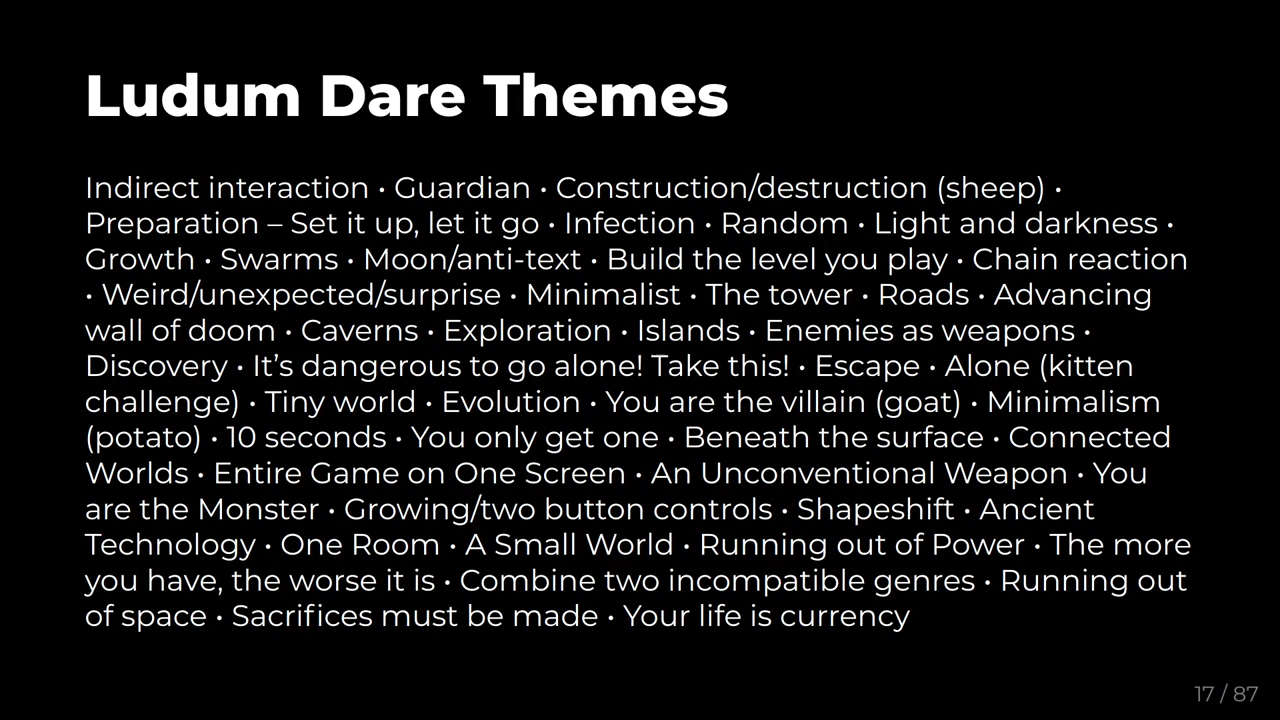 Ludum Dare Themes
Indirect interaction • Guardian • Construction/destruction (sheep) •
Preparation – Set it up, let it go • Infection • Random • Light and darkness •
Growth • Swarms • Moon/anti-text • Build the level you play • Chain reaction
• Weird/unexpected/surprise • Minimalist • The tower • Roads • Advancing
wall of doom • Caverns • Exploration • Islands • Enemies as weapons •
Discovery • It’s dangerous to go alone! Take this! • Escape • Alone (kitten
challenge) • Tiny world • Evolution • You are the villain (goat) • Minimalism
(potato) • 10 seconds • You only get one • Beneath the surface • Connected
Worlds • Entire Game on One Screen • An Unconventional Weapon • You
are the Monster • Growing/two button controls • Shapeshift • Ancient
Technology • One Room • A Small World • Running out of Power • The more
you have, the worse it is • Combine two incompatible genres • Running out
of space • Sacrifices must be made • Your life is currency
17 / 87